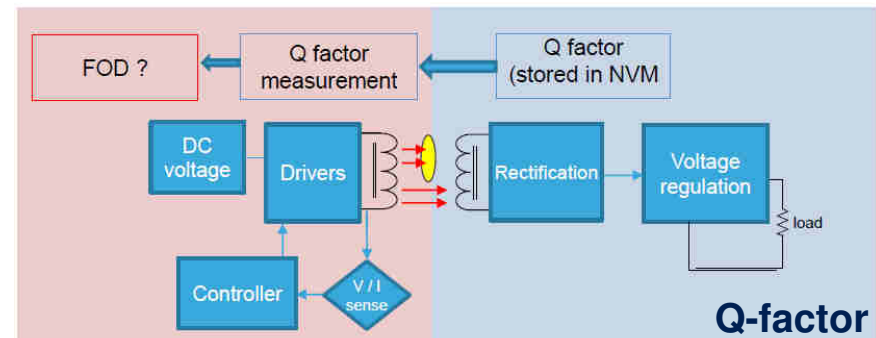 FOD ?
Q factor
measurement
Q factor
(stored in NVM
DC
voltage
Drivers
Rectification
Voltage
regulation
load
Controller
V / I
sense
Q-factor